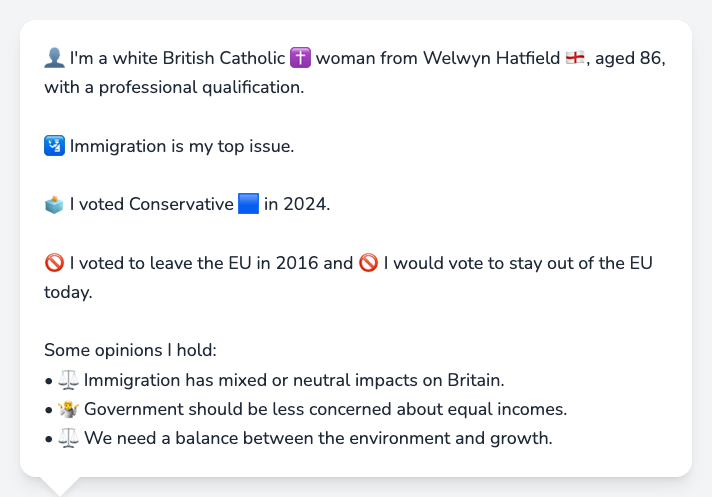 👤 I'm a white British Catholic ✝️ woman from Welwyn Hatfield 🏴󠁧󠁢󠁥󠁮󠁧󠁿, aged 86,
with a professional qualification.
🛂 Immigration is my top issue.
🗳️ I voted Conservative 🟦 in 2024.
🚫 I voted to leave the EU in 2016 and 🚫 I would vote to stay out of the EU
today.
Some opinions I hold:
• ⚖️ Immigration has mixed or neutral impacts on Britain.
• 🤷 Government should be less concerned about equal incomes.
• ⚖️ We need a balance between the environment and growth.